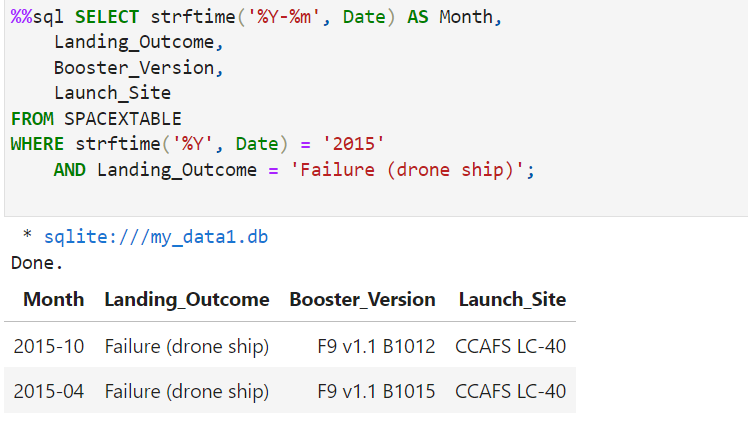 %%sql SELECT strftime('%Y-%m', Date) AS Month,
Landing_Outcome,
Booster_Version,
Launch_Site
FROM SPACEXTABLE
WHERE strftime('%Y', Date) = '2015'
AND Landing_Outcome = 'Failure (drone ship)';
* sqlite:///my_data1.db
Done.
Month Landing_Outcome Booster_Version Launch_Site
2015-10 Failure (drone ship) F9 v1.1 B1012 CCAFS LC-40
2015-04 Failure (drone ship) F9 v1.1 B1015 CCAFS LC-40